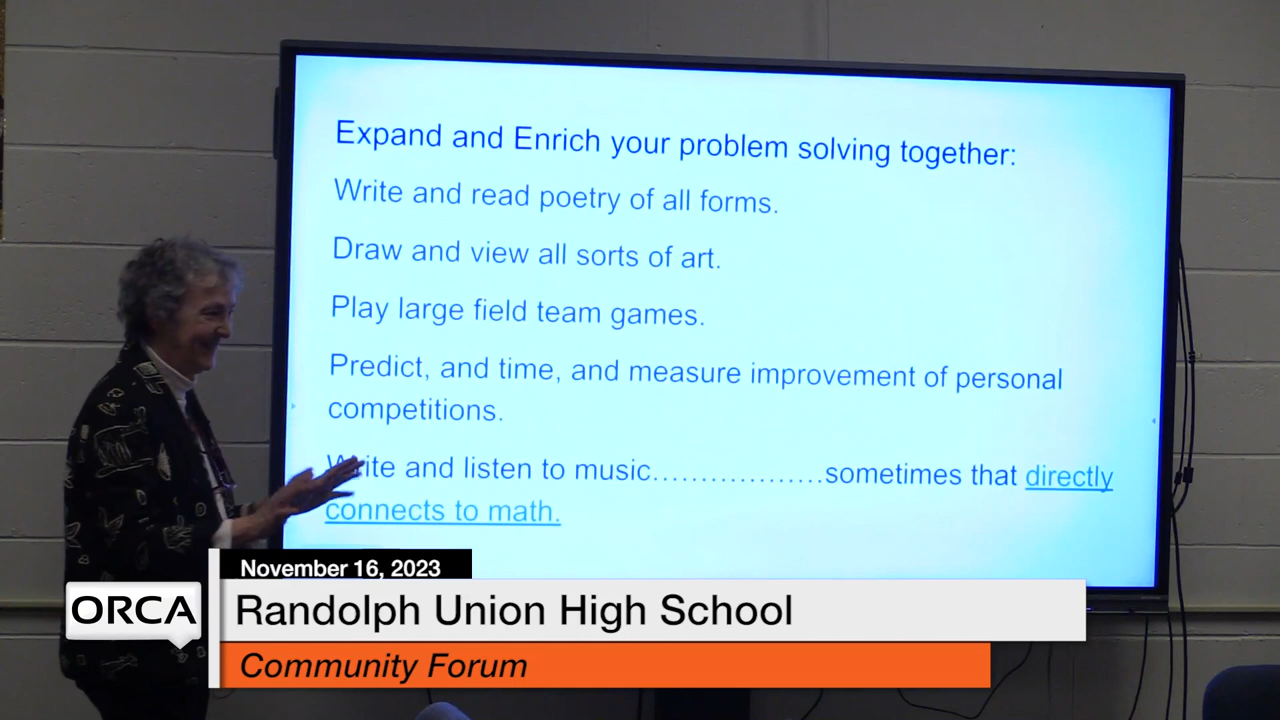 Expand and Enrich your problem solving together:
Write and read poetry of all forms.
Draw and view all sorts of art.
Play large field team games.
Predict, and time, and measure improvement of personal
competitions.
Write and listen to music..................sometimes that directly
connects to math.
November 16, 2023
ORCA
Randolph Union High School
Community Forum